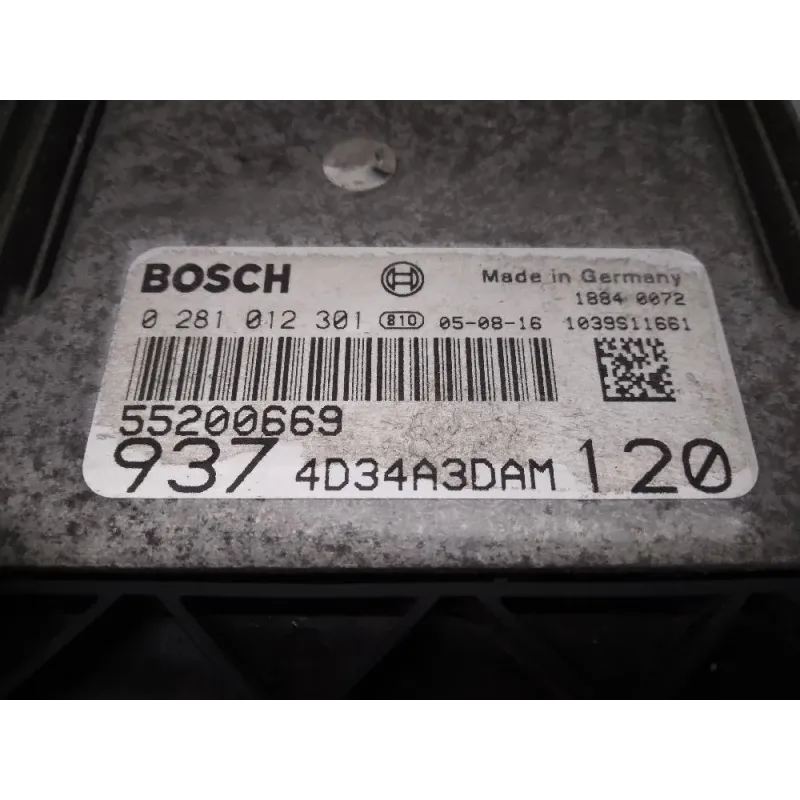 BOSCH Made in Germany
1884 0072
0 281 012 301 810 05-08-16 1039S11661
55200669
937 4D34A3DAM 120